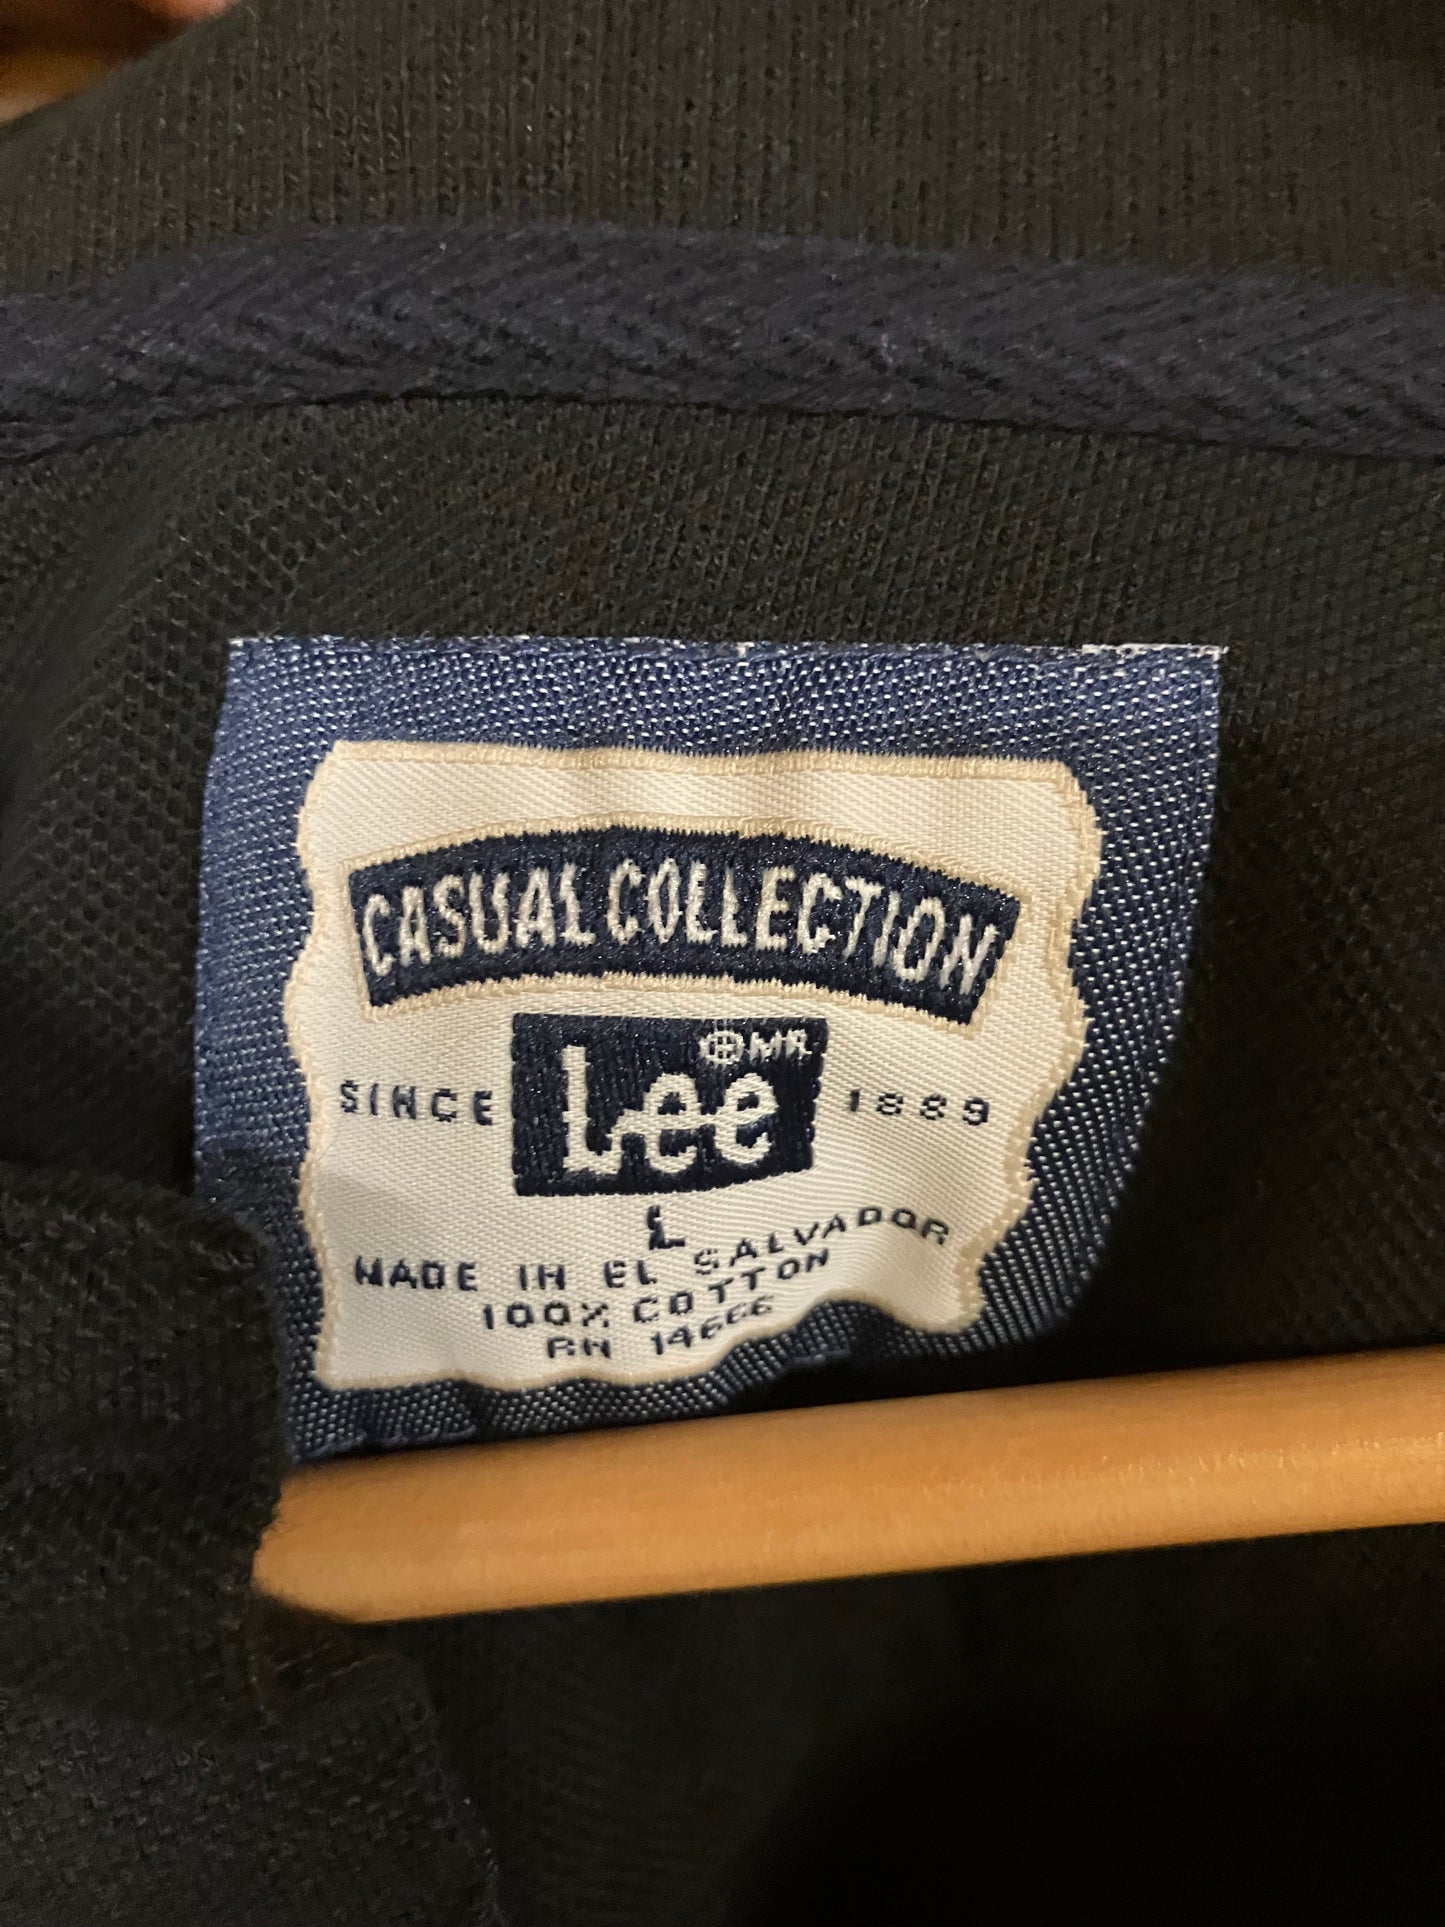 CASUAL COLLECTION
® MR
SINCE Lee 1889
L
MADE IN EL SALVADOR
100% COTTON
RN 14666